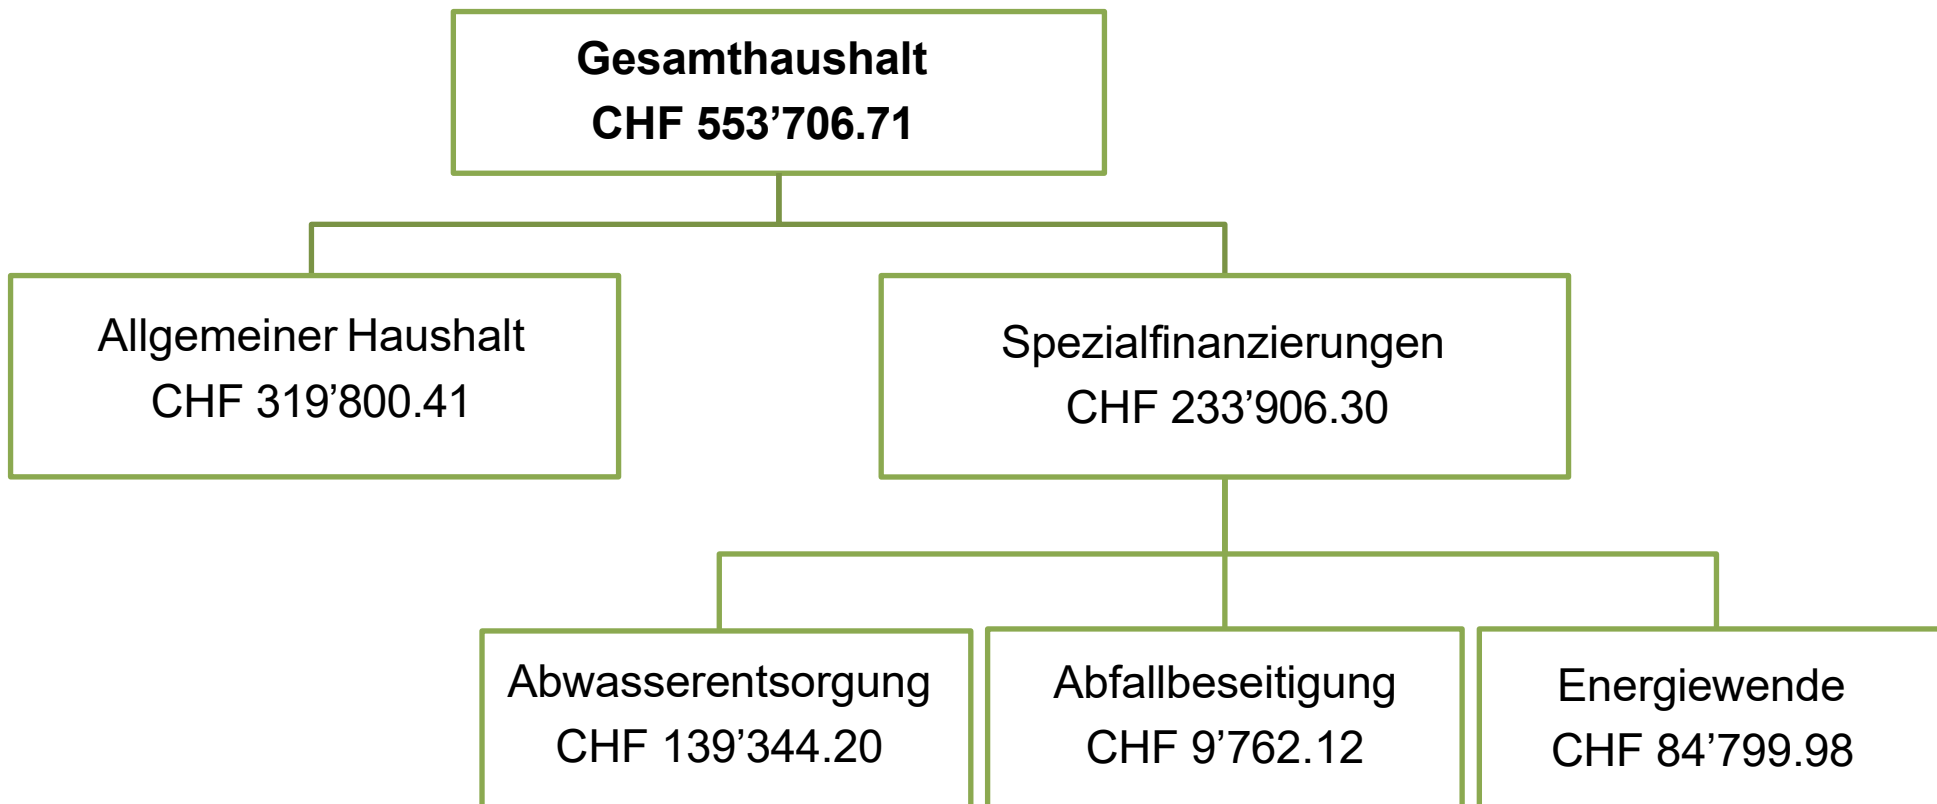 Gesamthaushalt
CHF 553’706.71
Allgemeiner Haushalt
CHF 319’800.41
Spezialfinanzierungen
CHF 233’906.30
Abwasserentsorgung
CHF 139’344.20
Abfallbeseitigung
CHF 9’762.12
Energiewende
CHF 84’799.98